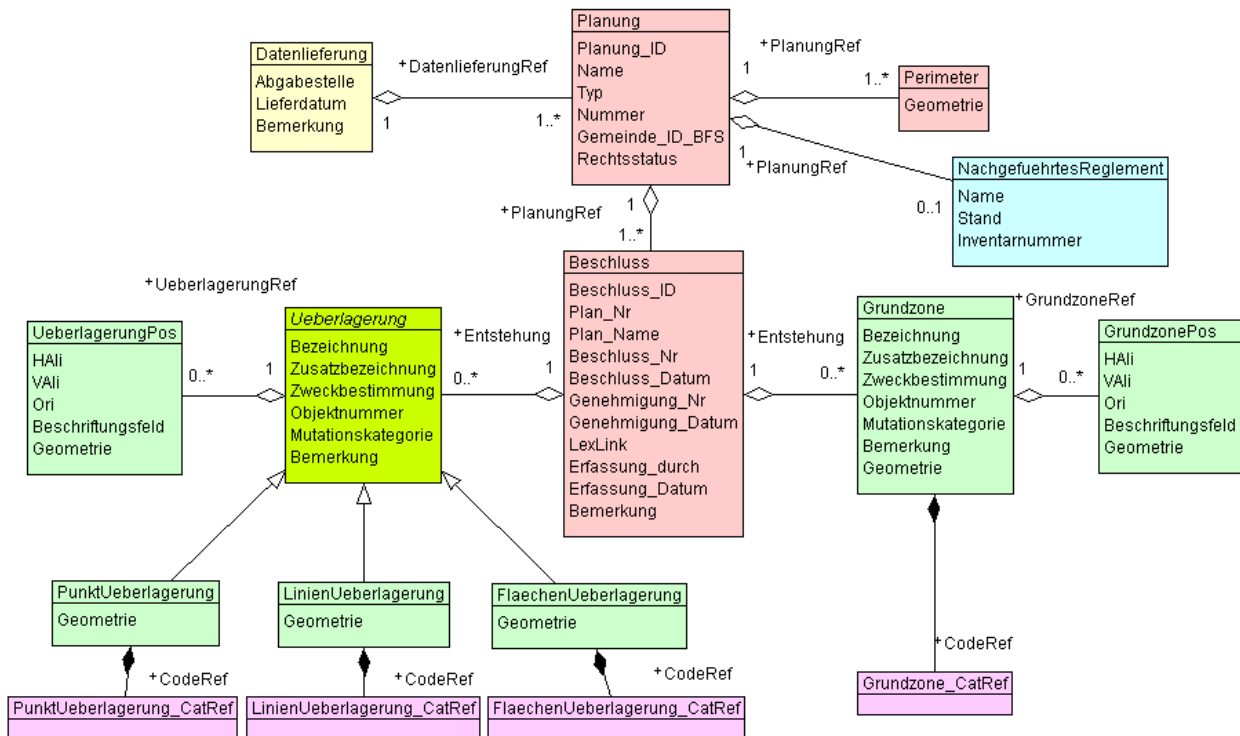 Planung
Planung_ID
Name
Typ
Nummer
Gemeinde_ID_BFS
Rechtsstatus
Datenlieferung
Abgabestelle
Lieferdatum
Bemerkung
+DatenlieferungRef
1
1..*
+PlanungRef
1
1..*
Perimeter
Geometrie
1
+PlanungRef
0..1
NachgefuehrtesReglement
Name
Stand
Inventarnummer
+PlanungRef
1
1..*
Beschluss
Beschluss_ID
Plan_Nr
Plan_Name
Beschluss_Nr
Beschluss_Datum
Genehmigung_Nr
Genehmigung_Datum
LexLink
Erfassung_durch
Erfassung_Datum
Bemerkung
+UeberlagerungRef
UeberlagerungPos
HAli
VAli
Ori
Beschriftungsfeld
Geometrie
0..*
1
Ueberlagerung
Bezeichnung
Zusatzbezeichnung
Zweckbestimmung
Objektnummer
Mutationskategorie
Bemerkung
+Entstehung
0..*
1
+Entstehung
1
0..*
Grundzone
Bezeichnung
Zusatzbezeichnung
Zweckbestimmung
Objektnummer
Mutationskategorie
Bemerkung
Geometrie
+GrundzoneRef
1
0..*
GrundzonePos
HAli
VAli
Ori
Beschriftungsfeld
Geometrie
PunktUeberlagerung
Geometrie
LinienUeberlagerung
Geometrie
FlaechenUeberlagerung
Geometrie
+CodeRef
+CodeRef
+CodeRef
+CodeRef
PunktUeberlagerung_CatRef
LinienUeberlagerung_CatRef
FlaechenUeberlagerung_CatRef
Grundzone_CatRef